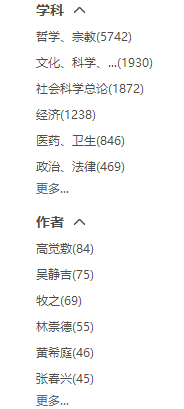 学科
哲学、宗教(5742)
文化、科学、...(1930)
社会科学总论(1872)
经济(1238)
医药、卫生(846)
政治、法律(469)
更多...
作者
高觉敷(84)
吴静吉(75)
牧之(69)
林崇德(55)
黄希庭(46)
张春兴(45)
更多...